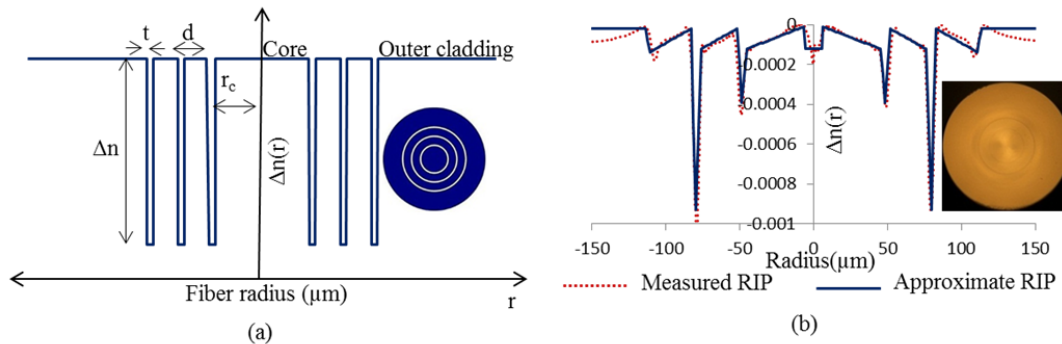 t d
Core
Outer cladding
r_c
Δn
Δn(r)
Fiber radius (μm)
r
(a)
0
-0.0002
-0.0004
-0.0006
-0.0008
-0.001
Δn(r)
-150 -100 -50 0 50 100 150
Radius(μm)
Measured RIP Approximate RIP
(b)